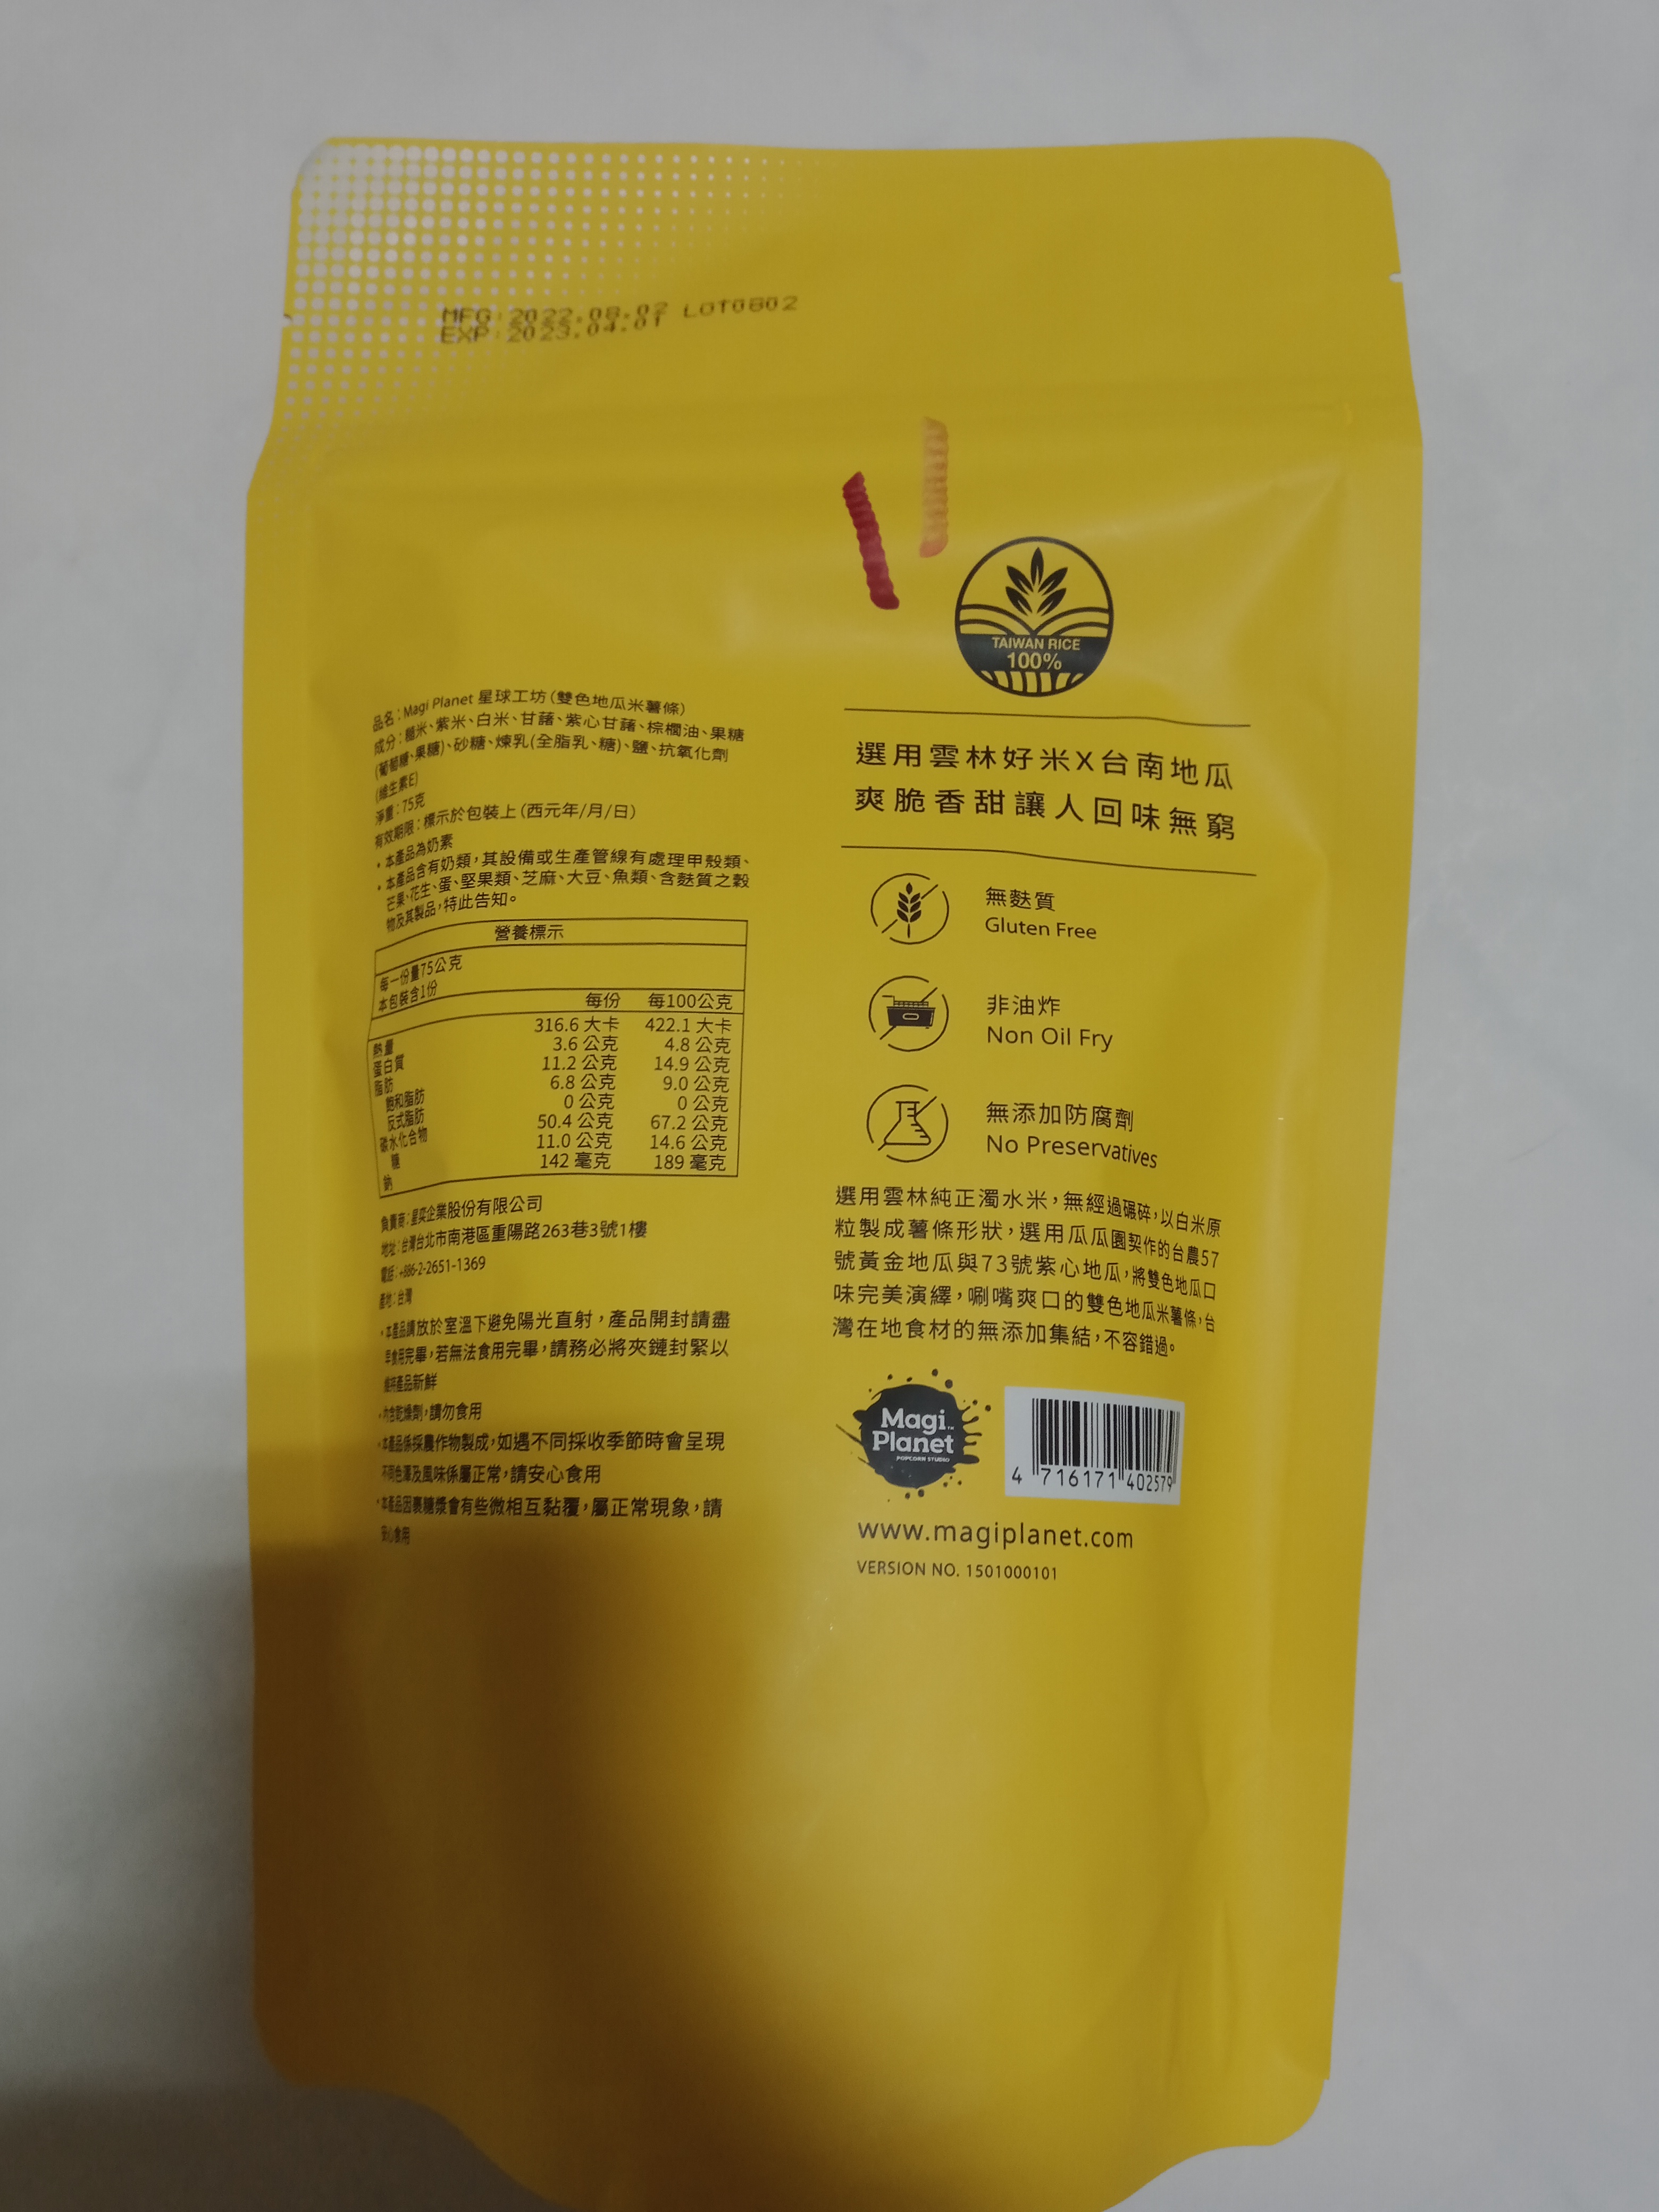 MFG:2022.08.02 LOT0802
EXP:2023.04.01
TAIWAN RICE
100%
品名:Magi Planet 星球工坊(雙色地瓜米薯條)
成分:糙米、紫米、白米、甘藷、紫心甘藷、棕櫚油、果糖
(葡萄糖、果糖)、砂糖、煉乳(全脂乳、糖)、鹽、抗氧化劑
(維生素E)
淨重:75克
有效期限:標示於包裝上(西元年/月/日)
・本產品為奶素
・本產品含有奶類,其設備或生產管線有處理甲殼類、
芒果、花生、蛋、堅果類、芝麻、大豆、魚類、含麩質之穀
物及其製品,特此告知。
營養標示
每一份量75公克
本包裝含1份
每份 每100公克
熱量 316.6 大卡 422.1 大卡
蛋白質 3.6 公克 4.8 公克
脂肪 11.2 公克 14.9 公克
飽和脂肪 6.8 公克 9.0 公克
反式脂肪 0 公克 0 公克
碳水化合物 50.4 公克 67.2 公克
糖 11.0 公克 14.6 公克
鈉 142 毫克 189 毫克
負責商:星奕企業股份有限公司
地址:台灣台北市南港區重陽路263巷3號1樓
電話:+886-2-2651-1369
產地:台灣
・本產品請放於室溫下避免陽光直射,產品開封請盡
早食用完畢,若無法食用完畢,請務必將夾鏈封緊以
維持產品新鮮
・內含乾燥劑,請勿食用
・本產品係採農作物製成,如遇不同採收季節時會呈現
不同色澤及風味係屬正常,請安心食用
・本產品因裹糖漿會有些微相互黏覆,屬正常現象,請
安心食用
選用雲林好米X台南地瓜
爽脆香甜讓人回味無窮
無麩質
Gluten Free
非油炸
Non Oil Fry
無添加防腐劑
No Preservatives
選用雲林純正濁水米,無經過碾碎,以白米原
粒製成薯條形狀,選用瓜瓜園契作的台農57
號黃金地瓜與73號紫心地瓜,將雙色地瓜口
味完美演繹,唰嘴爽口的雙色地瓜米薯條,台
灣在地食材的無添加集結,不容錯過。
Magi
Planet
POPCORN STUDIO
4 716171 402579
www.magiplanet.com
VERSION NO. 1501000101